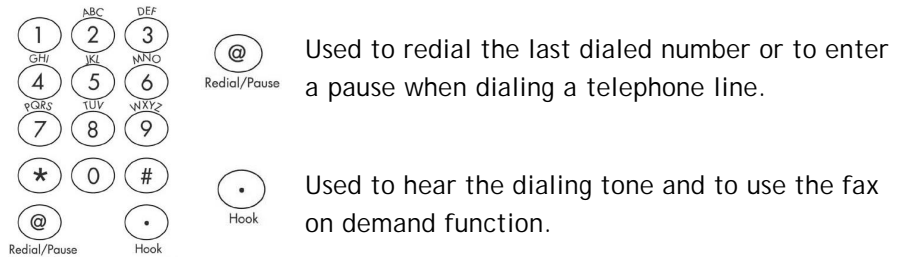 ABC DEF
1 2 3
GHI JKL MNO
4 5 6
PQRS TUV WXYZ
7 8 9
* 0 #
@ .
Redial/Pause Hook
@
Redial/Pause
Used to redial the last dialed number or to enter
a pause when dialing a telephone line.
.
Hook
Used to hear the dialing tone and to use the fax
on demand function.